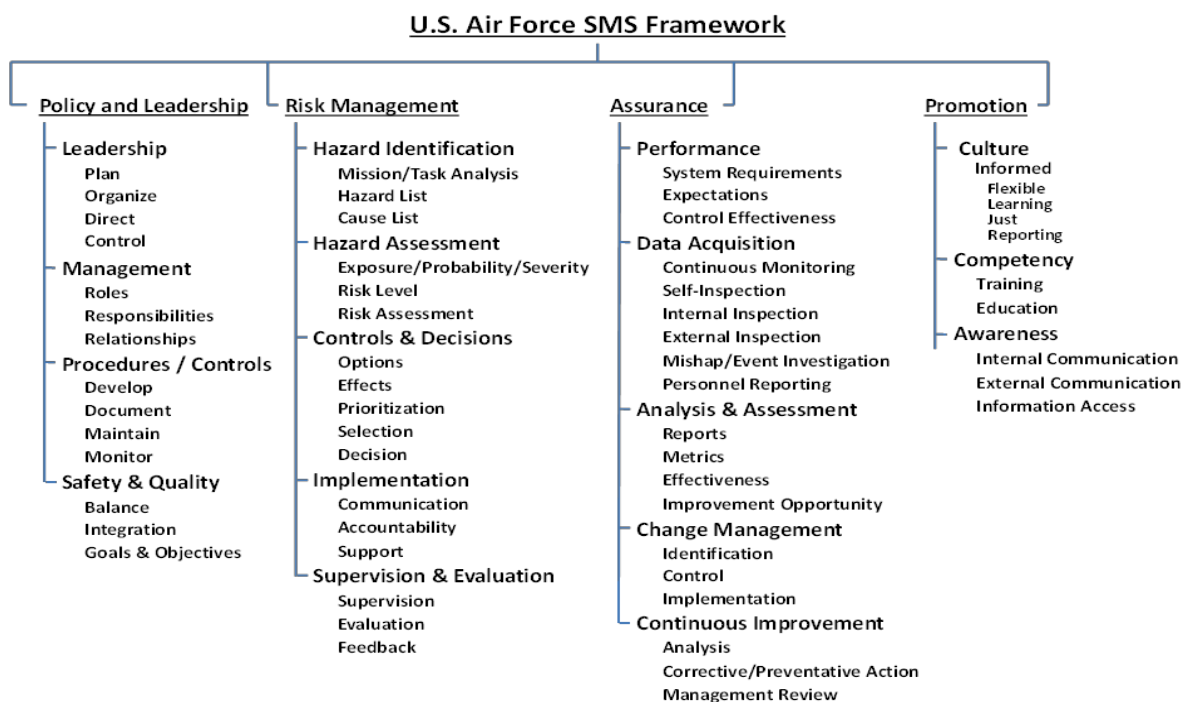 U.S. Air Force SMS Framework
Policy and Leadership
Leadership
Plan
Organize
Direct
Control
Management
Roles
Responsibilities
Relationships
Procedures / Controls
Develop
Document
Maintain
Monitor
Safety & Quality
Balance
Integration
Goals & Objectives
Risk Management
Hazard Identification
Mission/Task Analysis
Hazard List
Cause List
Hazard Assessment
Exposure/Probability/Severity
Risk Level
Risk Assessment
Controls & Decisions
Options
Effects
Prioritization
Selection
Decision
Implementation
Communication
Accountability
Support
Supervision & Evaluation
Supervision
Evaluation
Feedback
Assurance
Performance
System Requirements
Expectations
Control Effectiveness
Data Acquisition
Continuous Monitoring
Self-Inspection
Internal Inspection
External Inspection
Mishap/Event Investigation
Personnel Reporting
Analysis & Assessment
Reports
Metrics
Effectiveness
Improvement Opportunity
Change Management
Identification
Control
Implementation
Continuous Improvement
Analysis
Corrective/Preventative Action
Management Review
Promotion
Culture
Informed
Flexible
Learning
Just
Reporting
Competency
Training
Education
Awareness
Internal Communication
External Communication
Information Access